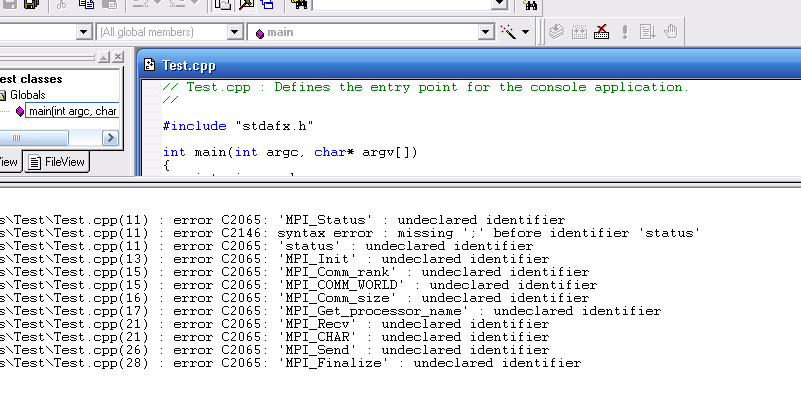 (All global members) main
est classes
Globals
main(int argc, char
iew FileView
Test.cpp
// Test.cpp : Defines the entry point for the console application.
//
#include "stdafx.h"
int main(int argc, char* argv[])
{
s\Test\Test.cpp(11) : error C2065: 'MPI_Status' : undeclared identifier
s\Test\Test.cpp(11) : error C2146: syntax error : missing ';' before identifier 'status'
s\Test\Test.cpp(11) : error C2065: 'status' : undeclared identifier
s\Test\Test.cpp(13) : error C2065: 'MPI_Init' : undeclared identifier
s\Test\Test.cpp(15) : error C2065: 'MPI_Comm_rank' : undeclared identifier
s\Test\Test.cpp(15) : error C2065: 'MPI_COMM_WORLD' : undeclared identifier
s\Test\Test.cpp(16) : error C2065: 'MPI_Comm_size' : undeclared identifier
s\Test\Test.cpp(17) : error C2065: 'MPI_Get_processor_name' : undeclared identifier
s\Test\Test.cpp(21) : error C2065: 'MPI_Recv' : undeclared identifier
s\Test\Test.cpp(21) : error C2065: 'MPI_CHAR' : undeclared identifier
s\Test\Test.cpp(26) : error C2065: 'MPI_Send' : undeclared identifier
s\Test\Test.cpp(28) : error C2065: 'MPI_Finalize' : undeclared identifier